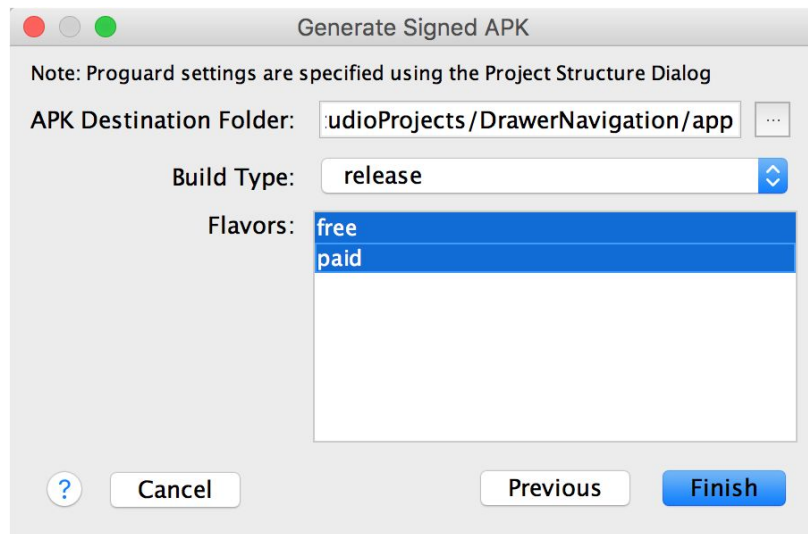 Generate Signed APK
Note: Proguard settings are specified using the Project Structure Dialog
APK Destination Folder: udioProjects/DrawerNavigation/app ...
Build Type: release
Flavors: free
paid
? Cancel Previous Finish